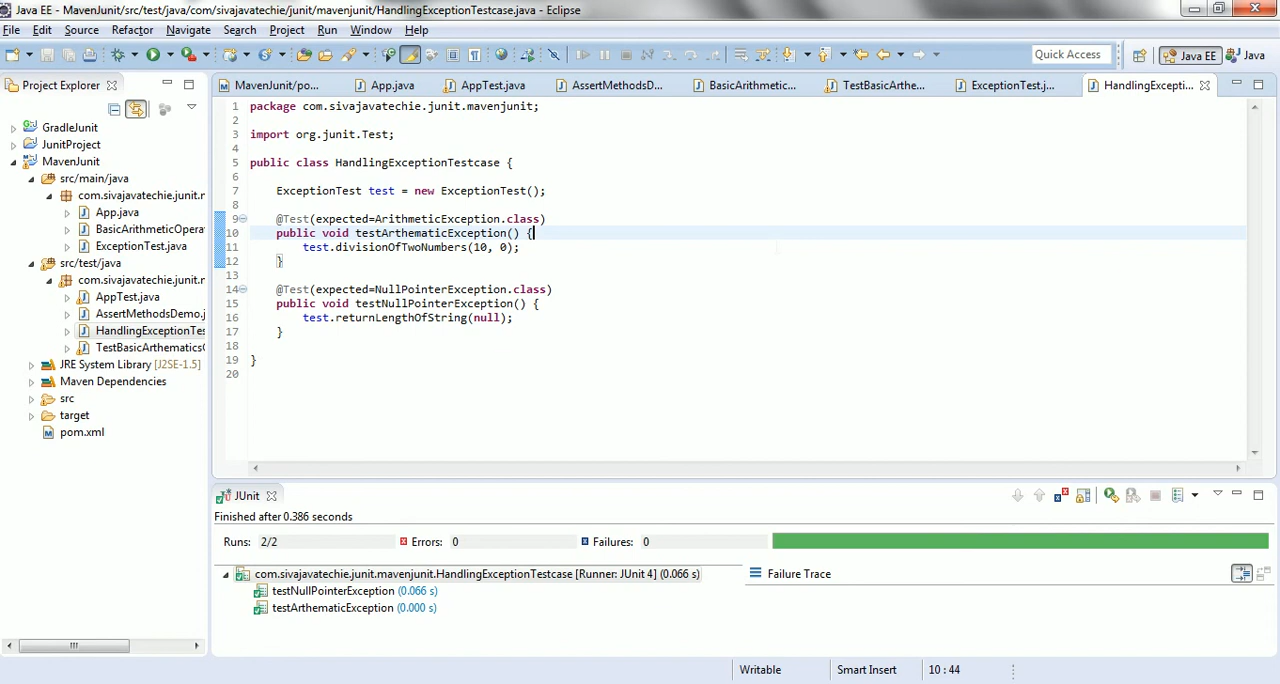 Java EE - MavenJunit/src/test/java/com/sivajavatechie/junit/mavenjunit/HandlingExceptionTestcase.java - Eclipse
File Edit Source Refactor Navigate Search Project Run Window Help
Quick Access
Java EE
Java
Project Explorer
GradleJunit
JunitProject
MavenJunit
src/main/java
com.sivajavatechie.junit.r
App.java
BasicArithmeticOpera
ExceptionTest.java
src/test/java
com.sivajavatechie.junit.r
AppTest.java
AssertMethodsDemo.j
HandlingExceptionTes
TestBasicArthematicsC
JRE System Library [J2SE-1.5]
Maven Dependencies
src
target
pom.xml
MavenJunit/po... App.java AppTest.java AssertMethodsD... BasicArithmetic... TestBasicArthe... ExceptionTest.j... HandlingExcepti...
1 package com.sivajavatechie.junit.mavenjunit;
2
3 import org.junit.Test;
4
5 public class HandlingExceptionTestcase {
6
7 ExceptionTest test = new ExceptionTest();
8
9 @Test(expected=ArithmeticException.class)
10 public void testArthematicException() {
11 test.divisionOfTwoNumbers(10, 0);
12 }
13
14 @Test(expected=NullPointerException.class)
15 public void testNullPointerException() {
16 test.returnLengthOfString(null);
17 }
18
19 }
20
JUnit
Finished after 0.386 seconds
Runs: 2/2 Errors: 0 Failures: 0
com.sivajavatechie.junit.mavenjunit.HandlingExceptionTestcase [Runner: JUnit 4] (0.066 s)
testNullPointerException (0.066 s)
testArthematicException (0.000 s)
Failure Trace
Writable Smart Insert 10 : 44